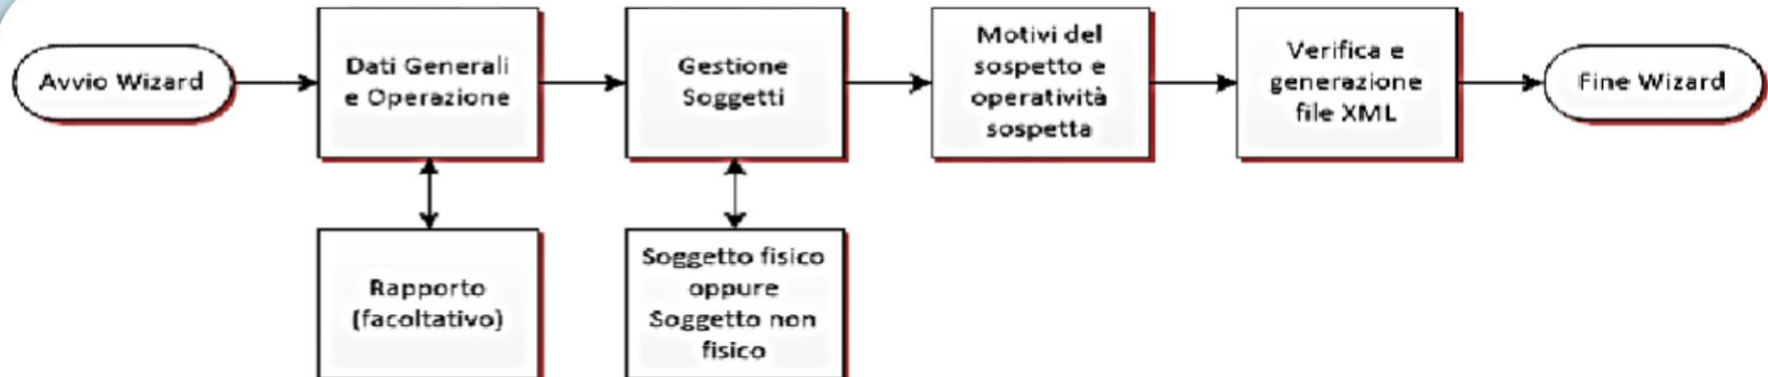 Avvio Wizard
Dati Generali
e Operazione
Gestione
Soggetti
Motivi del
sospetto e
operatività
sospetta
Verifica e
generazione
file XML
Fine Wizard
Rapporto
(facoltativo)
Soggetto fisico
oppure
Soggetto non
fisico